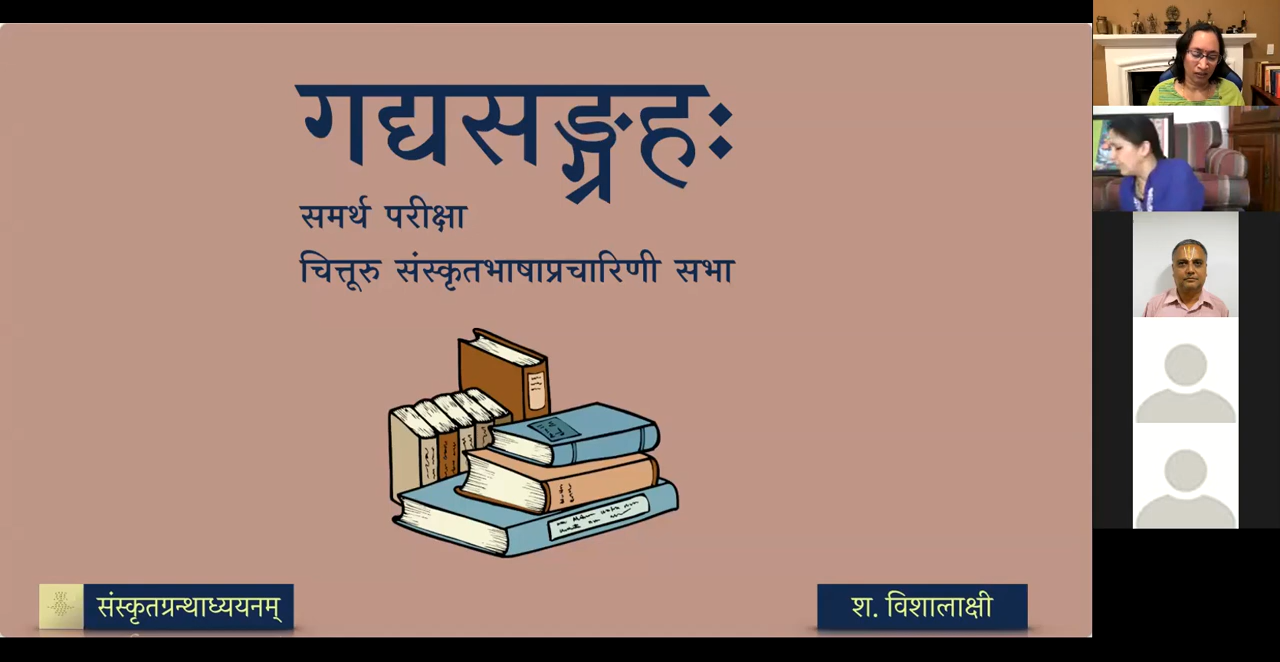 गद्यसङ्ग्रहः
समर्थ परीक्षा
चित्तूरु संस्कृतभाषाप्रचारिणी सभा
संस्कृतग्रन्थाध्ययनम्
श. विशालाक्षी